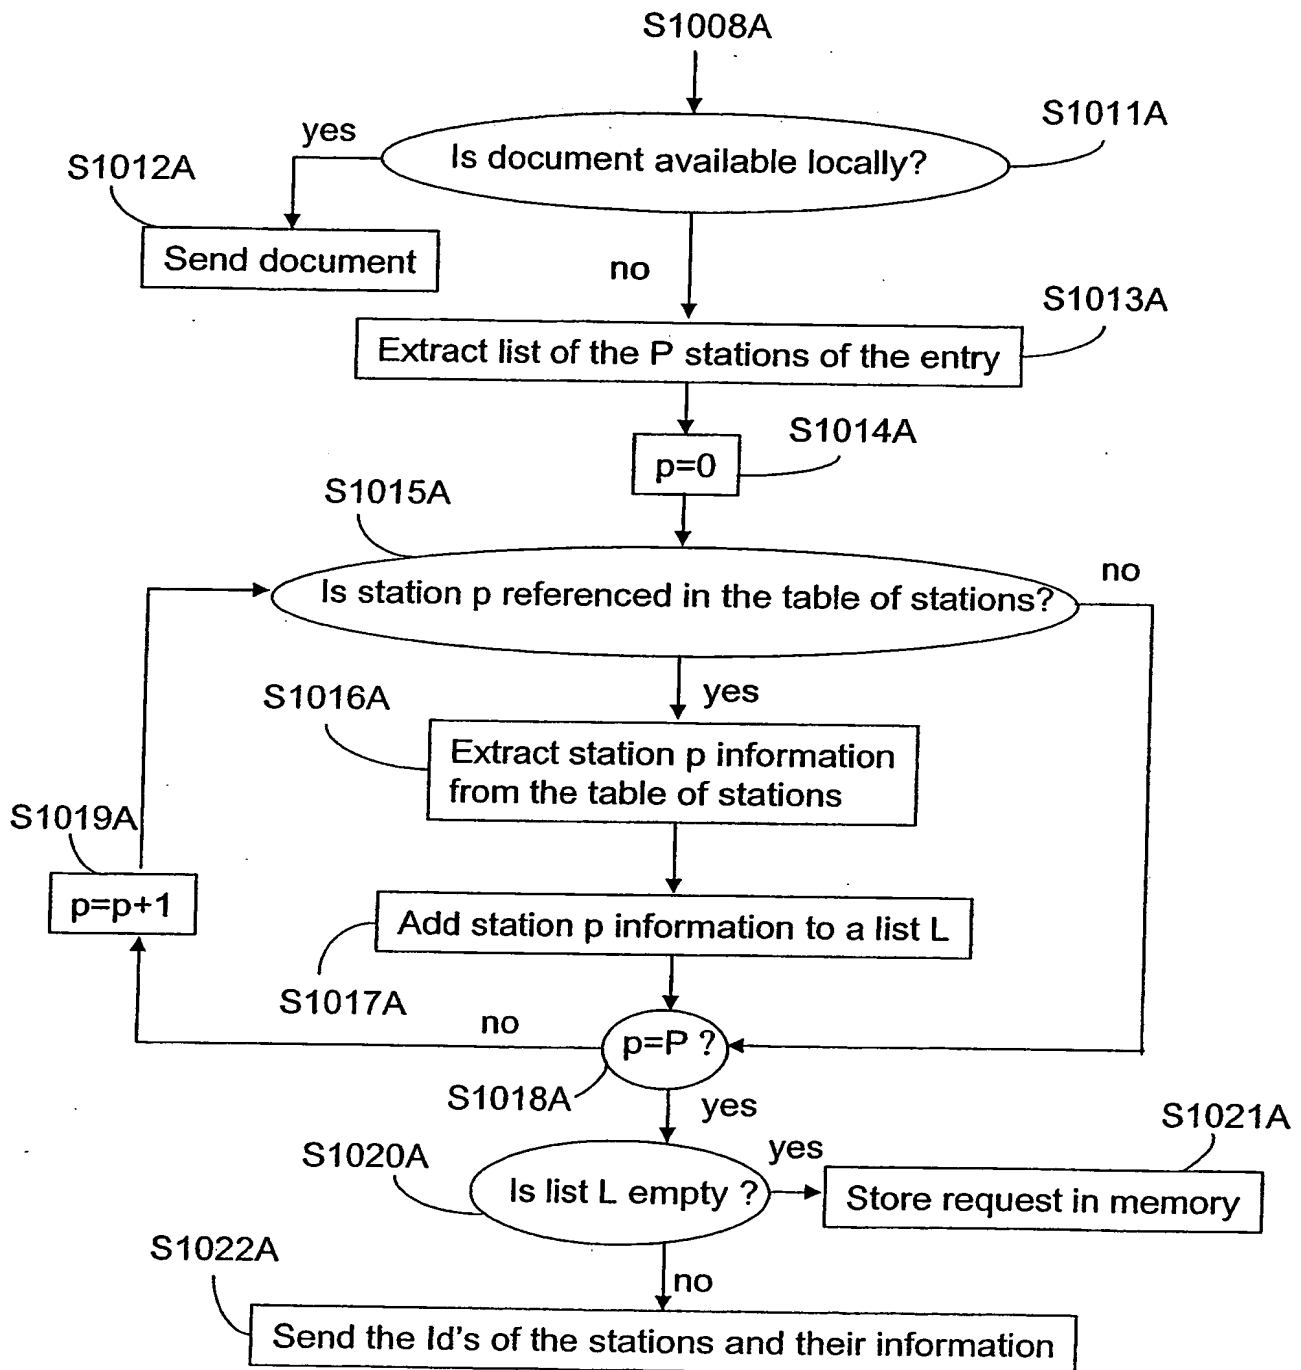 S1008A
S1011A
yes
Is document available locally?
S1012A
Send document
no
S1013A
Extract list of the P stations of the entry
S1014A
p=0
S1015A
no
Is station p referenced in the table of stations?
yes
S1016A
Extract station p information
from the table of stations
S1019A
p=p+1
Add station p information to a list L
S1017A
no
p=P ?
S1018A
yes
S1021A
S1020A
yes
Is list L empty ?
Store request in memory
S1022A
no
Send the Id's of the stations and their information